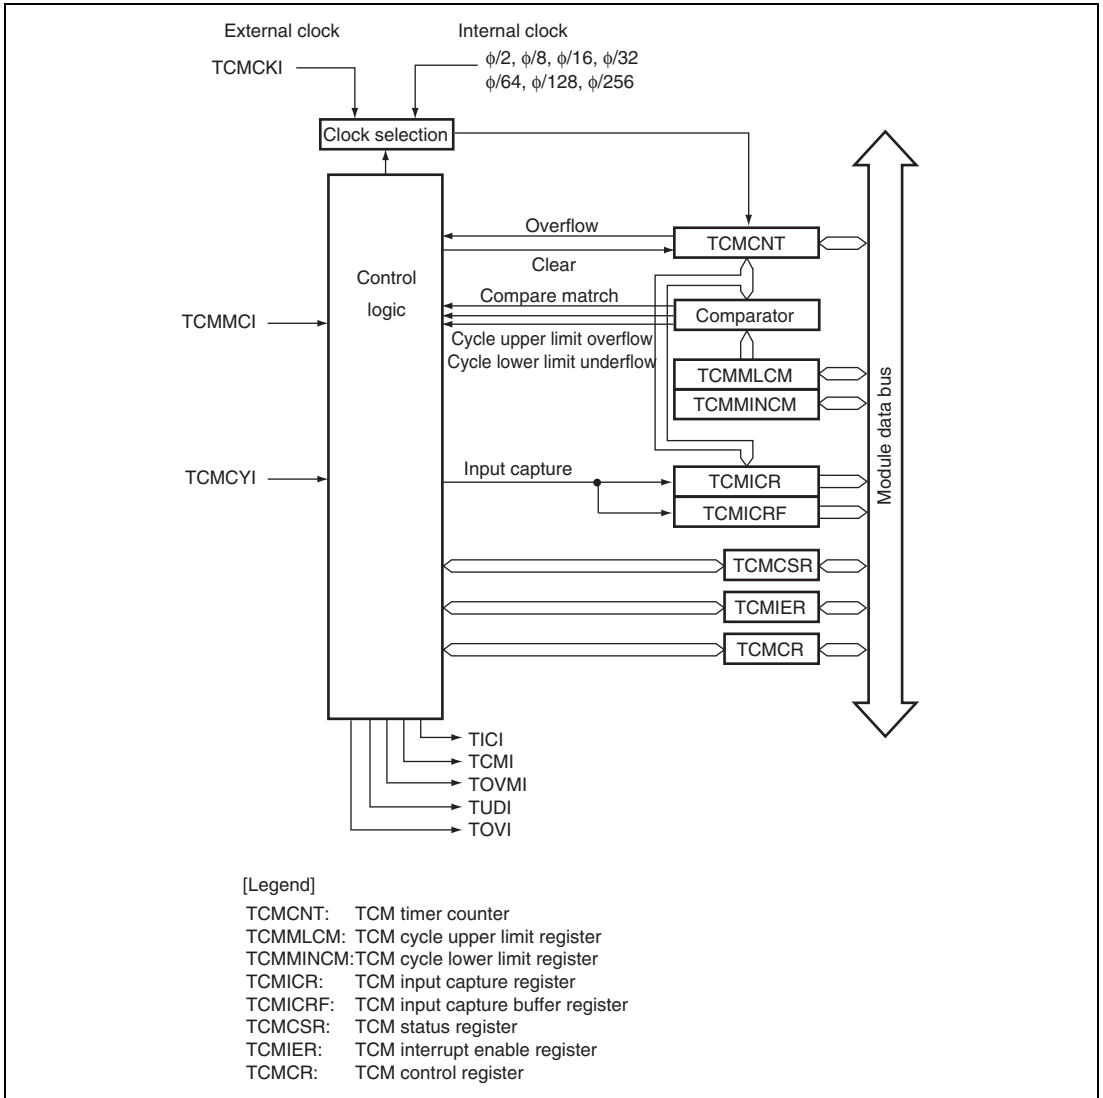 External clock
Internal clock
TCMCKI
ϕ/2, ϕ/8, ϕ/16, ϕ/32
ϕ/64, ϕ/128, ϕ/256
Clock selection
Overflow
TCMCNT
Clear
Control
logic
Compare matrch
Comparator
TCMMCI
Cycle upper limit overflow
Cycle lower limit underflow
TCMMLCM
TCMMINCM
Module data bus
TCMCYI
Input capture
TCMICR
TCMICRF
TCMCSR
TCMIER
TCMCR
TICI
TCMI
TOVMI
TUDI
TOVI
[Legend]
TCMCNT: TCM timer counter
TCMMLCM: TCM cycle upper limit register
TCMMINCM:TCM cycle lower limit register
TCMICR: TCM input capture register
TCMICRF: TCM input capture buffer register
TCMCSR: TCM status register
TCMIER: TCM interrupt enable register
TCMCR: TCM control register